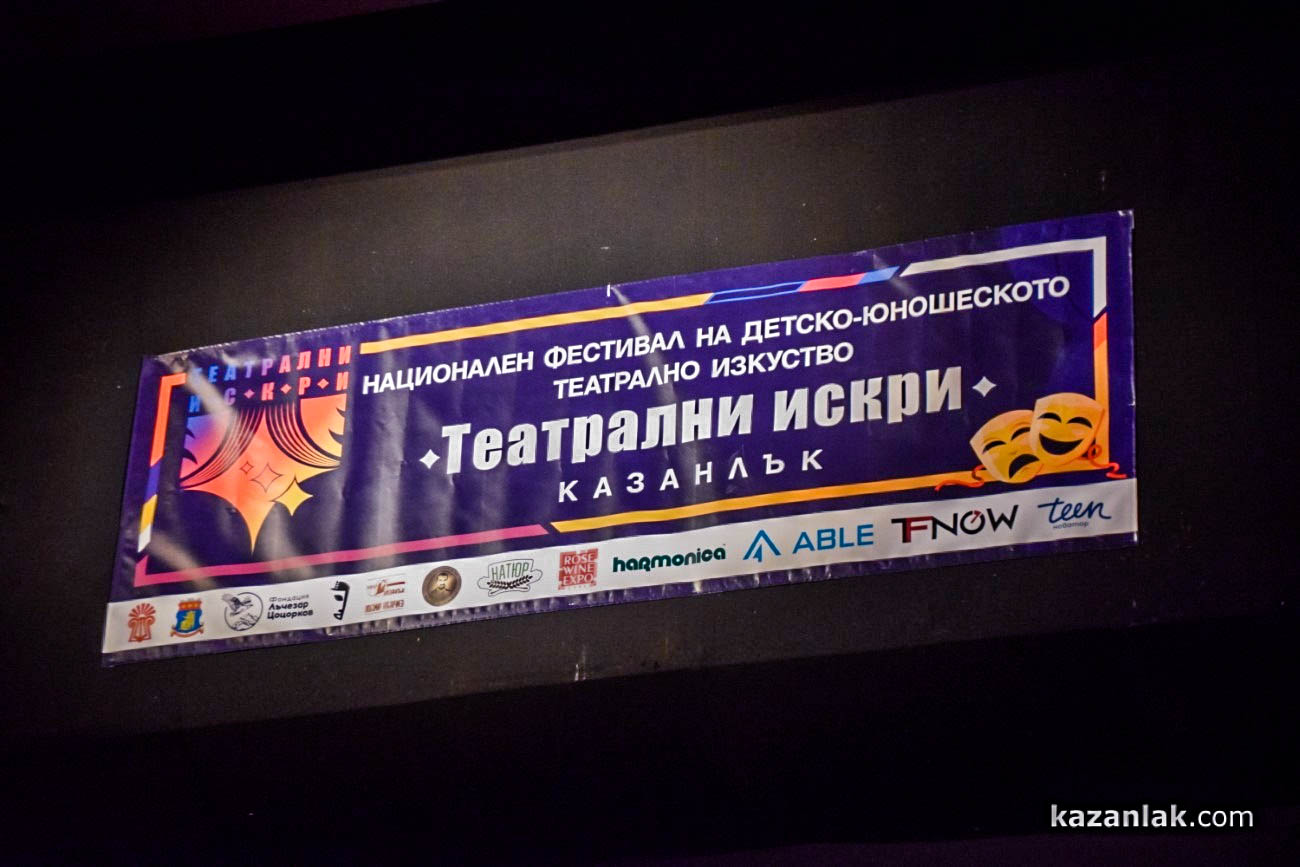 ТЕАТРАЛНИ
И С К Р И
НАЦИОНАЛЕН ФЕСТИВАЛ НА ДЕТСКО-ЮНОШЕСКОТО
ТЕАТРАЛНО ИЗКУСТВО
Театрални искри
КАЗАНЛЪК
Фондация
Лъчезар
Цоцорков
НАТЮР
ROSE
WINE
EXPO
harmonica
ABLE
TFNOW
teen
новатор
kazanlak.com